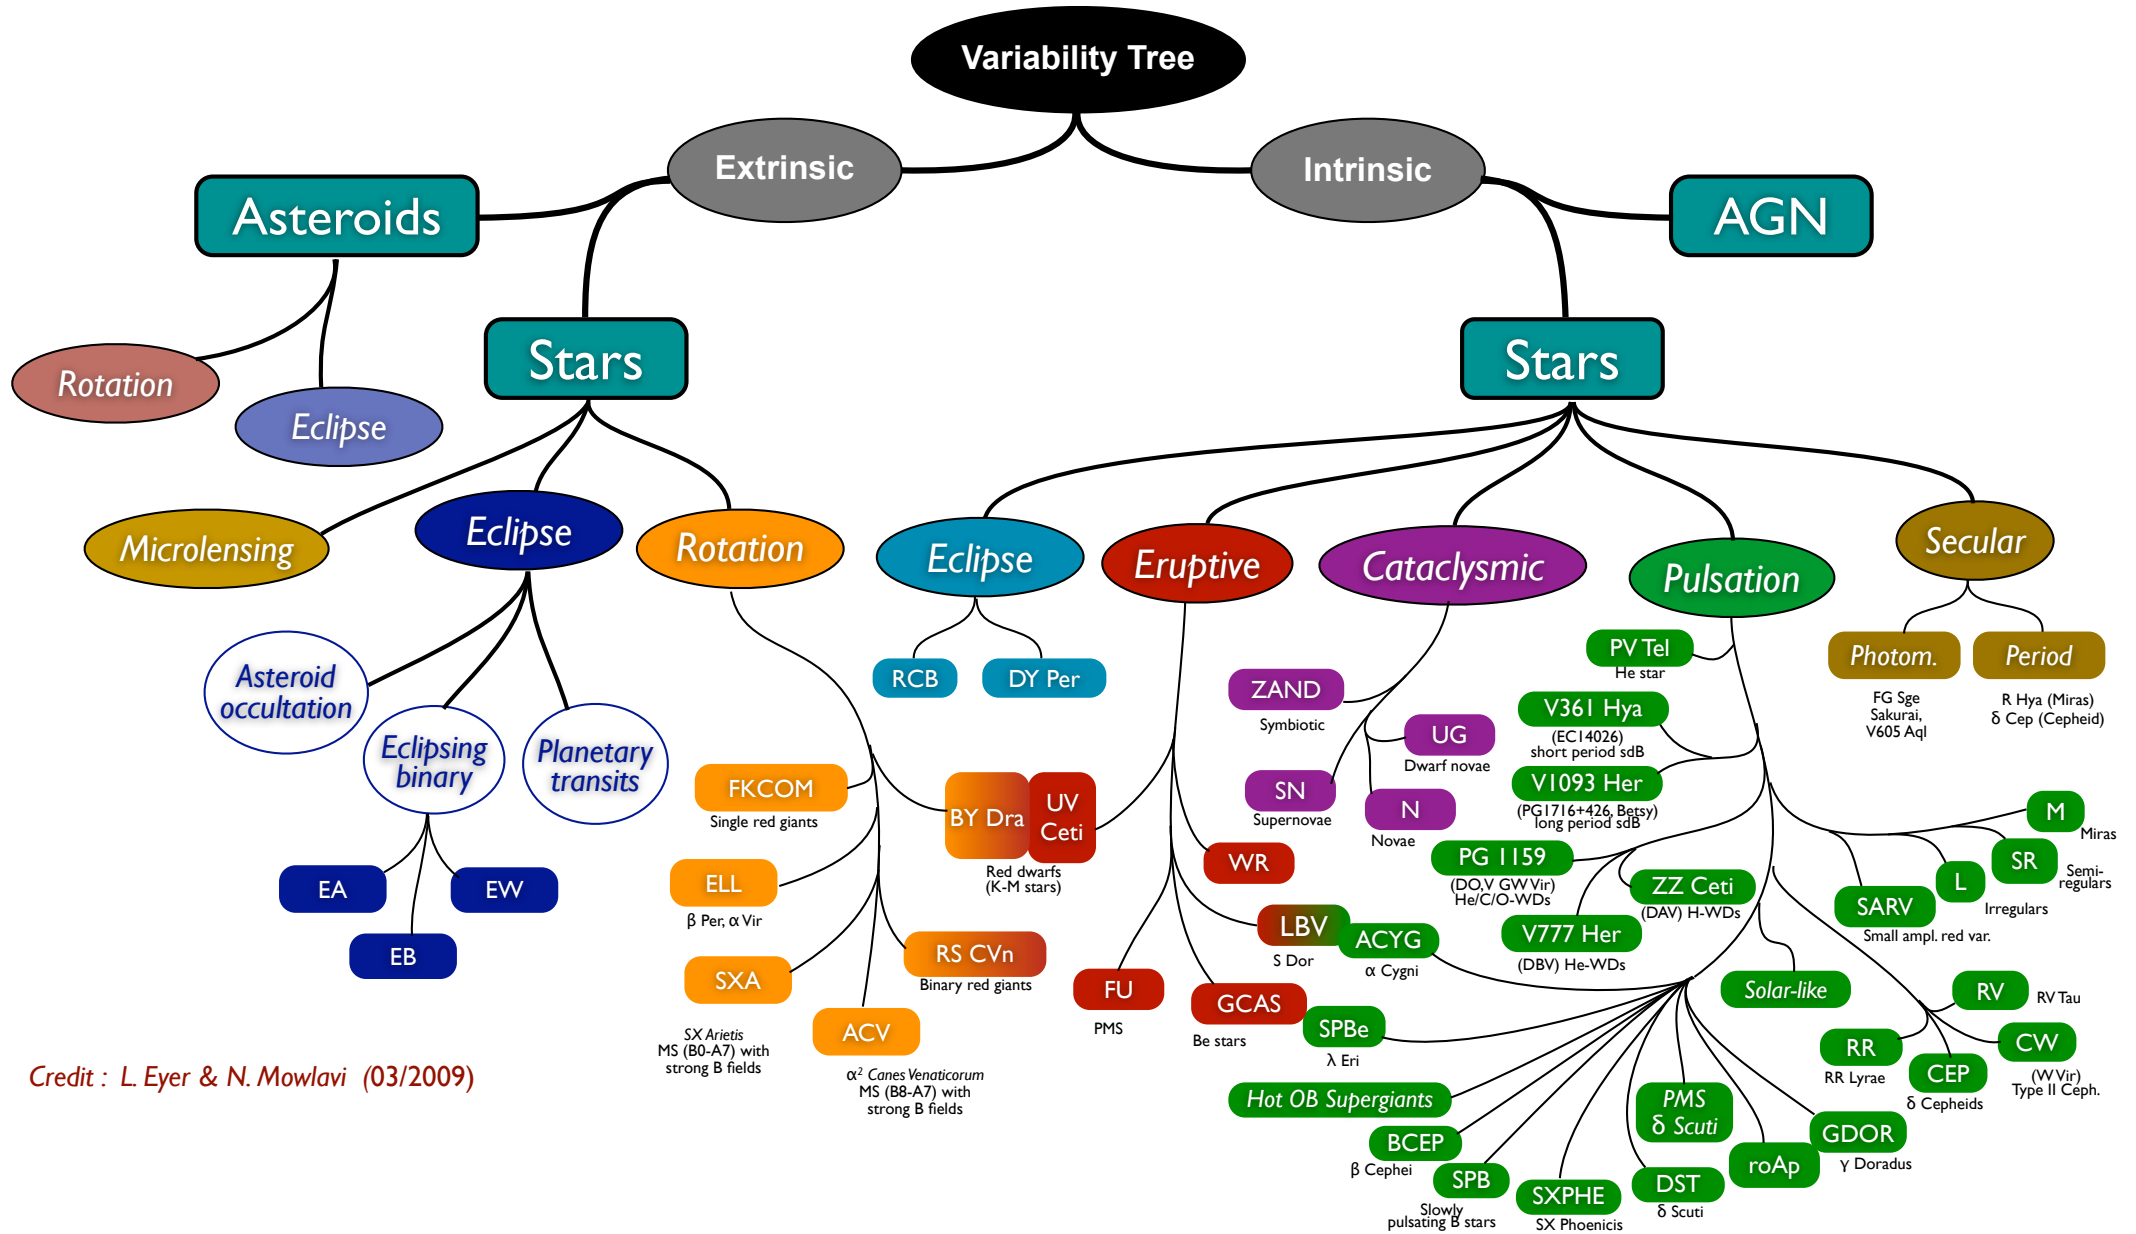 Variability Tree
Extrinsic
Intrinsic
Asteroids
AGN
Rotation
Eclipse
Stars
Stars
Microlensing
Eclipse
Rotation
Eclipse
Eruptive
Cataclysmic
Pulsation
Secular
Asteroid
occultation
Eclipsing
binary
Planetary
transits
EA
EB
EW
FKCOM
Single red giants
ELL
β Per, α Vir
SXA
SX Arietis
MS (B0-A7) with
strong B fields
ACV
α² Canes Venaticorum
MS (B8-A7) with
strong B fields
RS CVn
Binary red giants
BY Dra
UV
Ceti
Red dwarfs
(K-M stars)
RCB
DY Per
WR
FU
PMS
LBV
S Dor
GCAS
Be stars
ZAND
Symbiotic
UG
Dwarf novae
SN
Supernovae
N
Novae
PV Tel
He star
V361 Hya
(EC14026)
short period sdB
V1093 Her
(PG1716+426, Betsy)
long period sdB
PG 1159
(DO,V GW Vir)
He/C/O-WDs
ZZ Ceti
(DAV) H-WDs
V777 Her
(DBV) He-WDs
ACYG
α Cygni
SPBe
λ Eri
Hot OB Supergiants
BCEP
β Cephei
SPB
Slowly
pulsating B stars
SXPHE
SX Phoenicis
DST
δ Scuti
PMS
δ Scuti
roAp
GDOR
γ Doradus
Solar-like
M
Miras
SR
Semi-
regulars
L
Irregulars
SARV
Small ampl. red var.
RV
RV Tau
CW
(W Vir)
Type II Ceph.
RR
RR Lyrae
CEP
δ Cepheids
Photom.
FG Sge
Sakurai,
V605 Aql
Period
R Hya (Miras)
δ Cep (Cepheid)
Credit : L. Eyer & N. Mowlavi (03/2009)